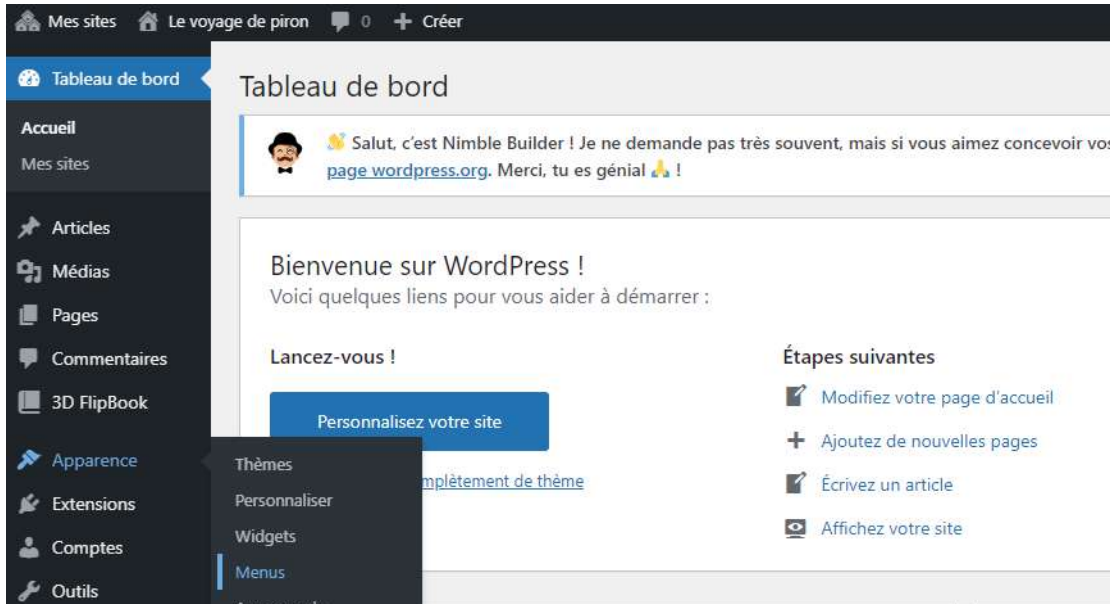 Mes sites Le voyage de piron 0 + Créer
Tableau de bord
Accueil
Mes sites
Articles
Médias
Pages
Commentaires
3D FlipBook
Apparence
Extensions
Comptes
Outils
Thèmes
Personnaliser
Widgets
Menus
Tableau de bord
👋 Salut, c'est Nimble Builder ! Je ne demande pas très souvent, mais si vous aimez concevoir vos
page wordpress.org. Merci, tu es génial 🙏 !
Bienvenue sur WordPress !
Voici quelques liens pour vous aider à démarrer :
Lancez-vous !
Personnalisez votre site
mplètement de thème
Étapes suivantes
Modifiez votre page d'accueil
Ajoutez de nouvelles pages
Écrivez un article
Affichez votre site